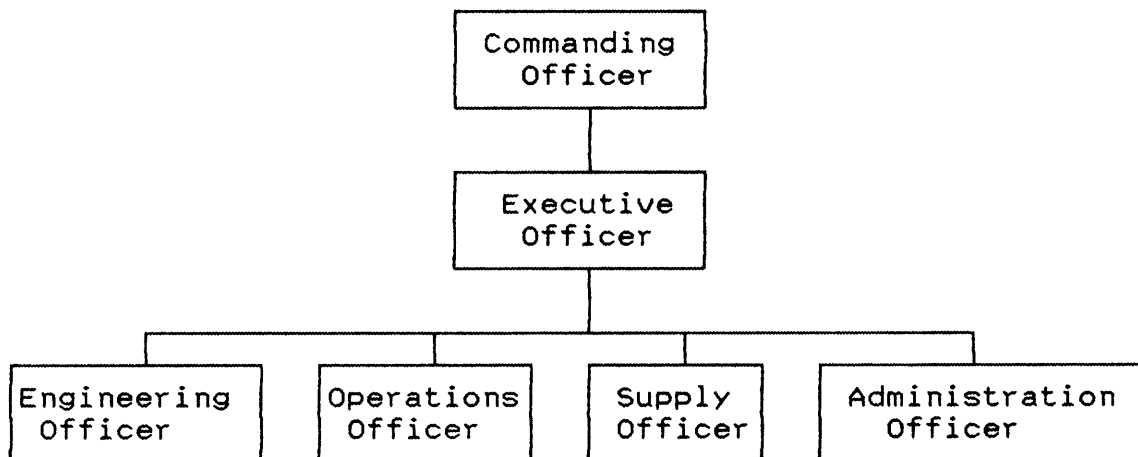 Commanding
Officer
Executive
Officer
Engineering
Officer
Operations
Officer
Supply
Officer
Administration
Officer